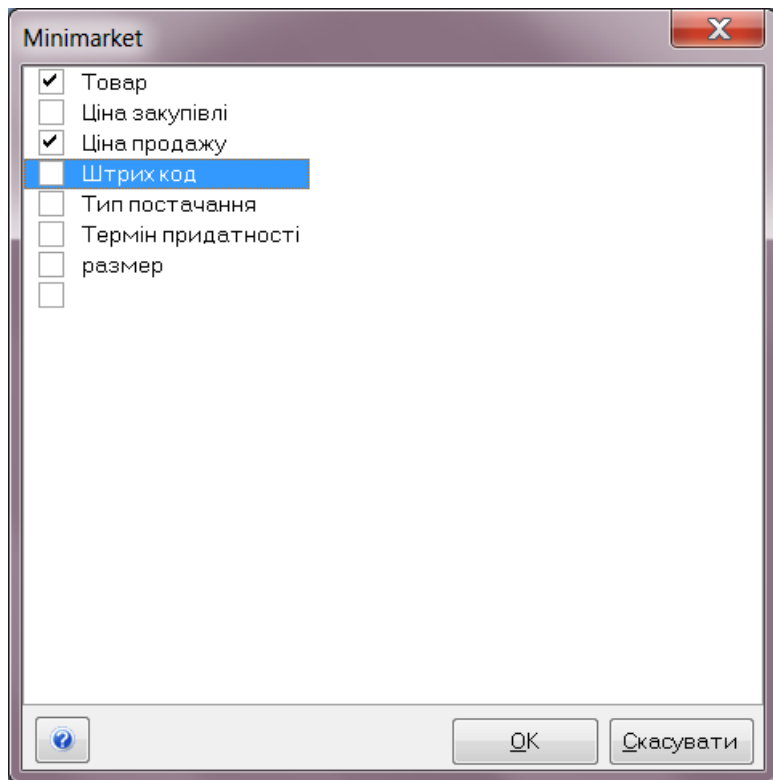 Minimarket
Товар
Ціна закупівлі
Ціна продажу
Штрих код
Тип постачання
Термін придатності
размер
OK
Скасувати